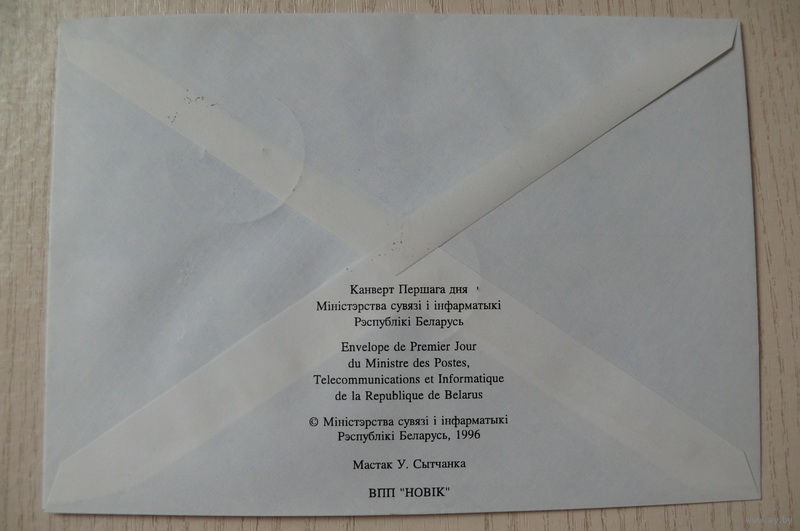 Канверт Першага дня
Міністэрства сувязі і інфарматыкі
Рэспублікі Беларусь
Envelope de Premier Jour
du Ministre des Postes,
Telecommunications et Informatique
de la Republique de Belarus
© Міністэрства сувязі і інфарматыкі
Рэспублікі Беларусь, 1996
Мастак У. Сытчанка
ВПП "НОВІК"